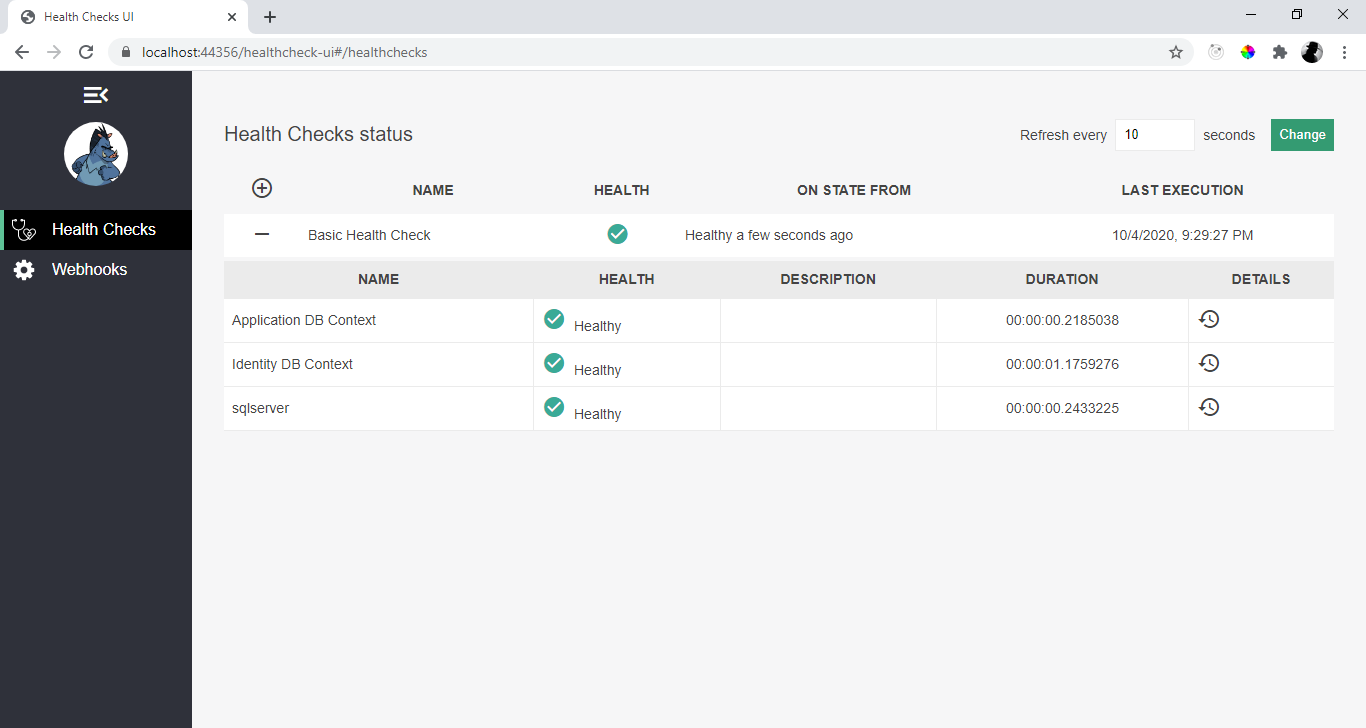 Health Checks UI
localhost:44356/healthcheck-ui#/healthchecks
Health Checks status
Refresh every 10 seconds Change
NAME HEALTH ON STATE FROM LAST EXECUTION
Health Checks
Basic Health Check Healthy a few seconds ago 10/4/2020, 9:29:27 PM
Webhooks
NAME HEALTH DESCRIPTION DURATION DETAILS
Application DB Context Healthy 00:00:00.2185038
Identity DB Context Healthy 00:00:01.1759276
sqlserver Healthy 00:00:00.2433225